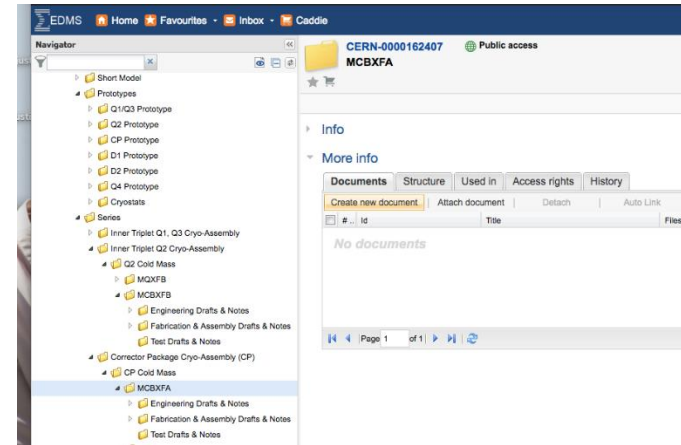 EDMS Home Favourites Inbox Caddie
Navigator
Short Model
Prototypes
Q1/Q3 Prototype
Q2 Prototype
CP Prototype
D1 Prototype
D2 Prototype
Q4 Prototype
Cryostats
Series
Inner Triplet Q1, Q3 Cryo-Assembly
Inner Triplet Q2 Cryo-Assembly
Q2 Cold Mass
MQXFB
MCBXFB
Engineering Drafts & Notes
Fabrication & Assembly Drafts & Notes
Test Drafts & Notes
Corrector Package Cryo-Assembly (CP)
CP Cold Mass
MCBXFA
Engineering Drafts & Notes
Fabrication & Assembly Drafts & Notes
Test Drafts & Notes
CERN-0000162407 Public access
MCBXFA
Info
More info
Documents Structure Used in Access rights History
Create new document Attach document Detach Auto Link
# .. Id Title Files
No documents
Page 1 of 1